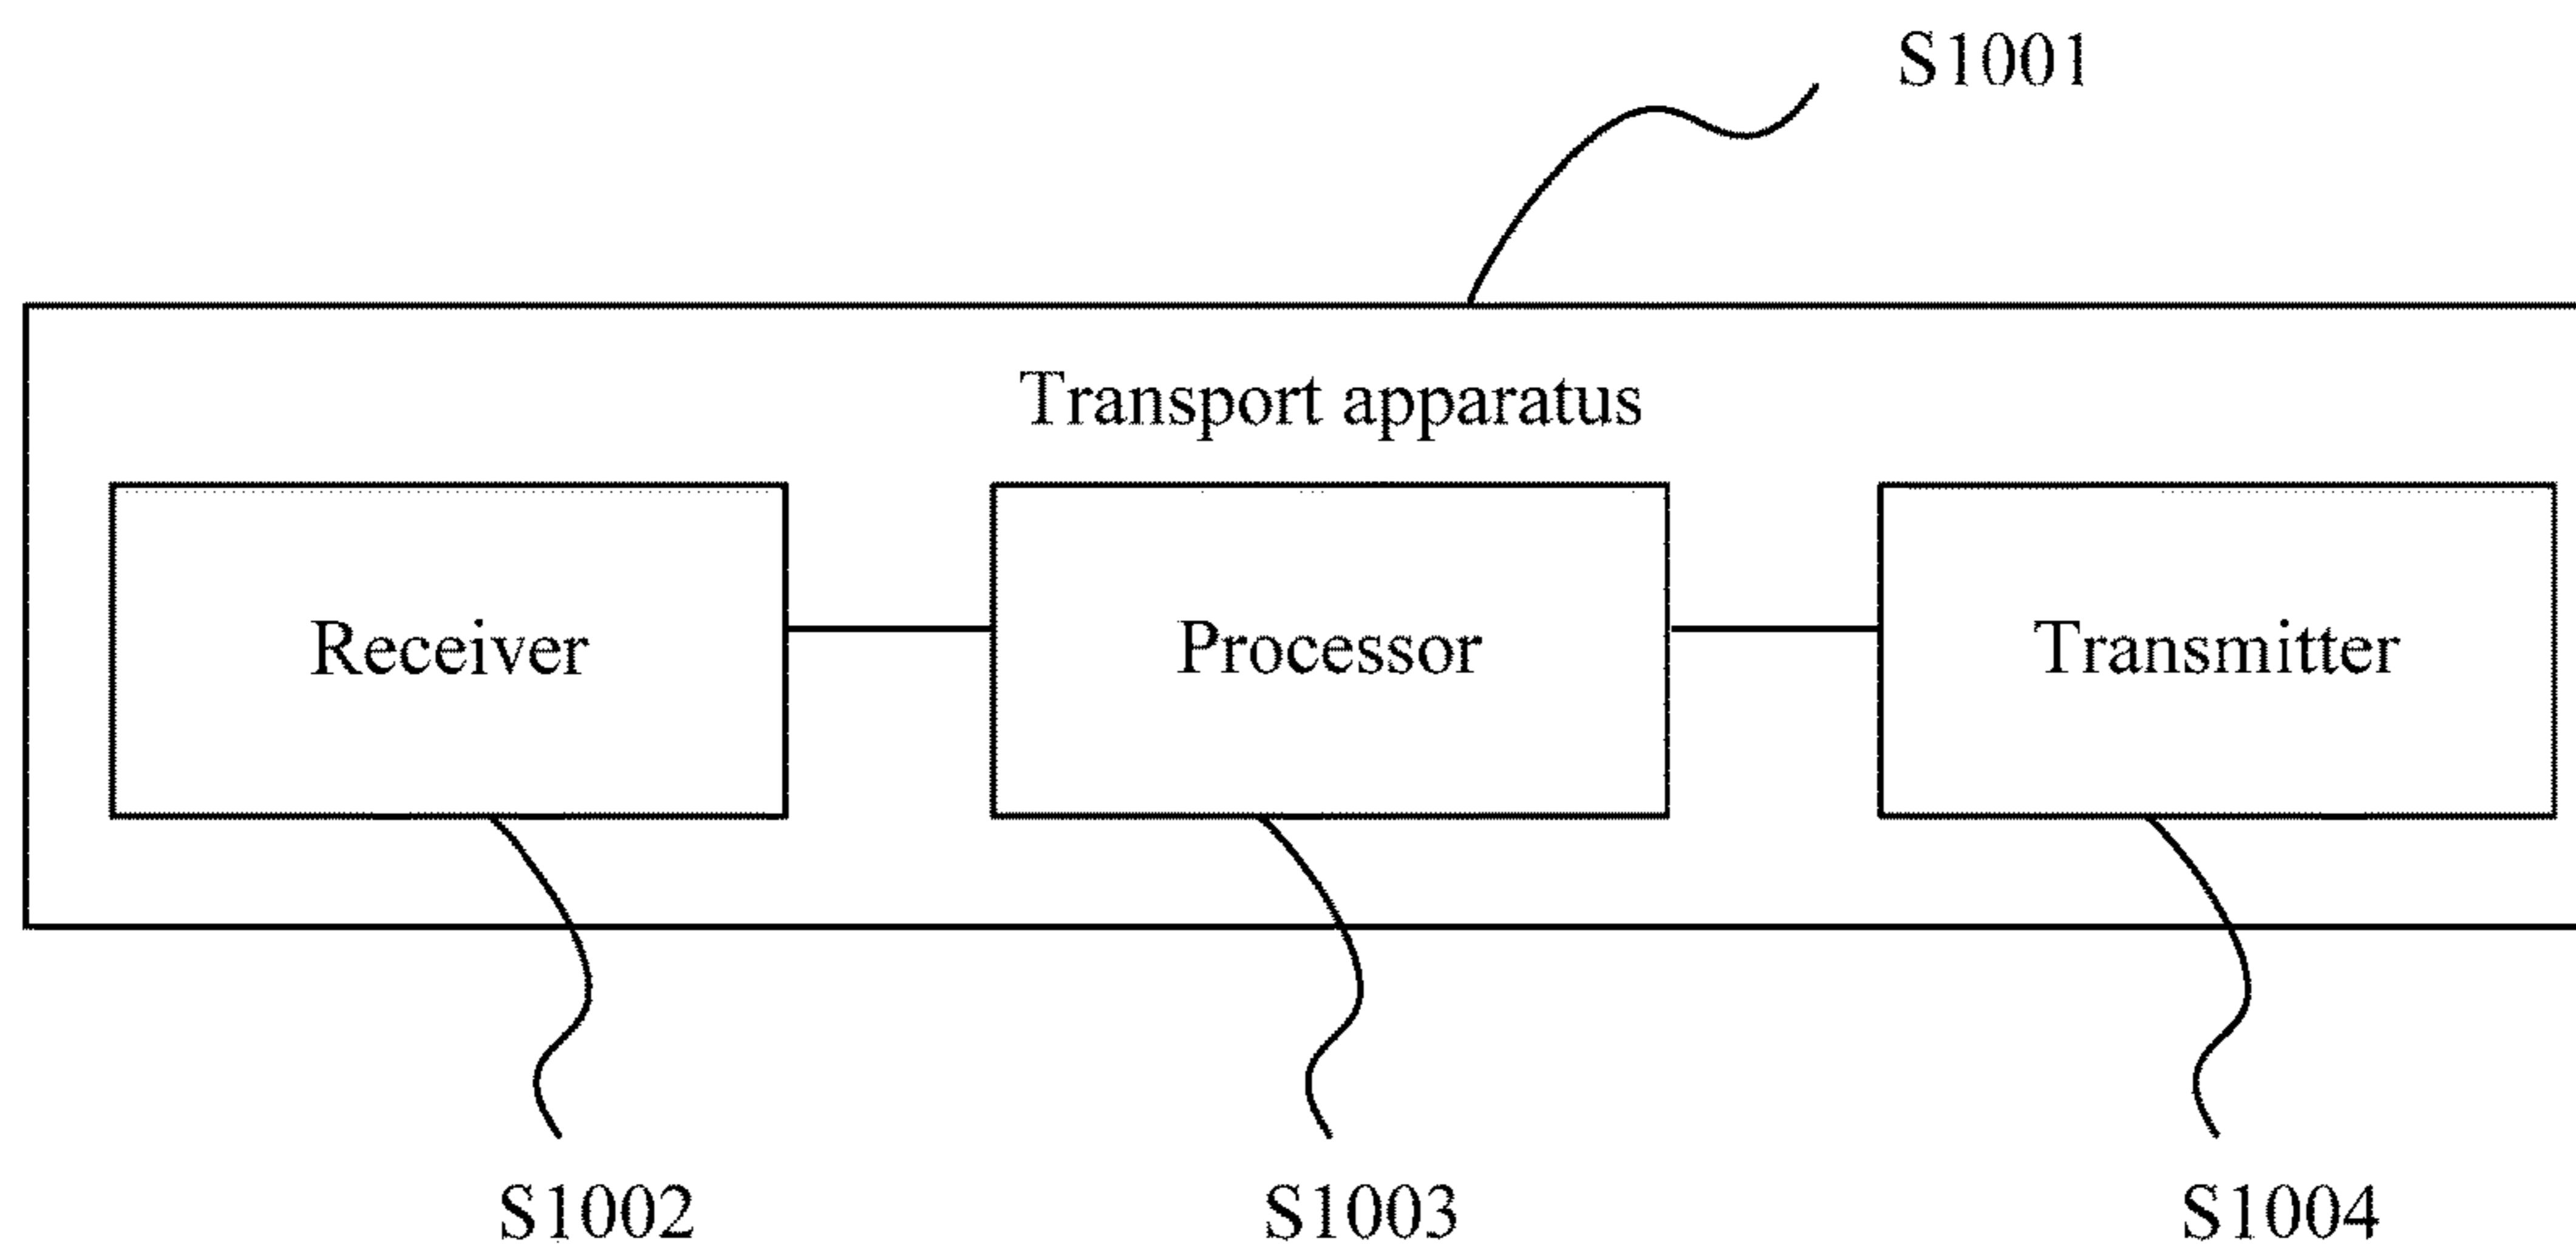 S1001
Transport apparatus
Receiver
Processor
Transmitter
S1002
S1003
S1004